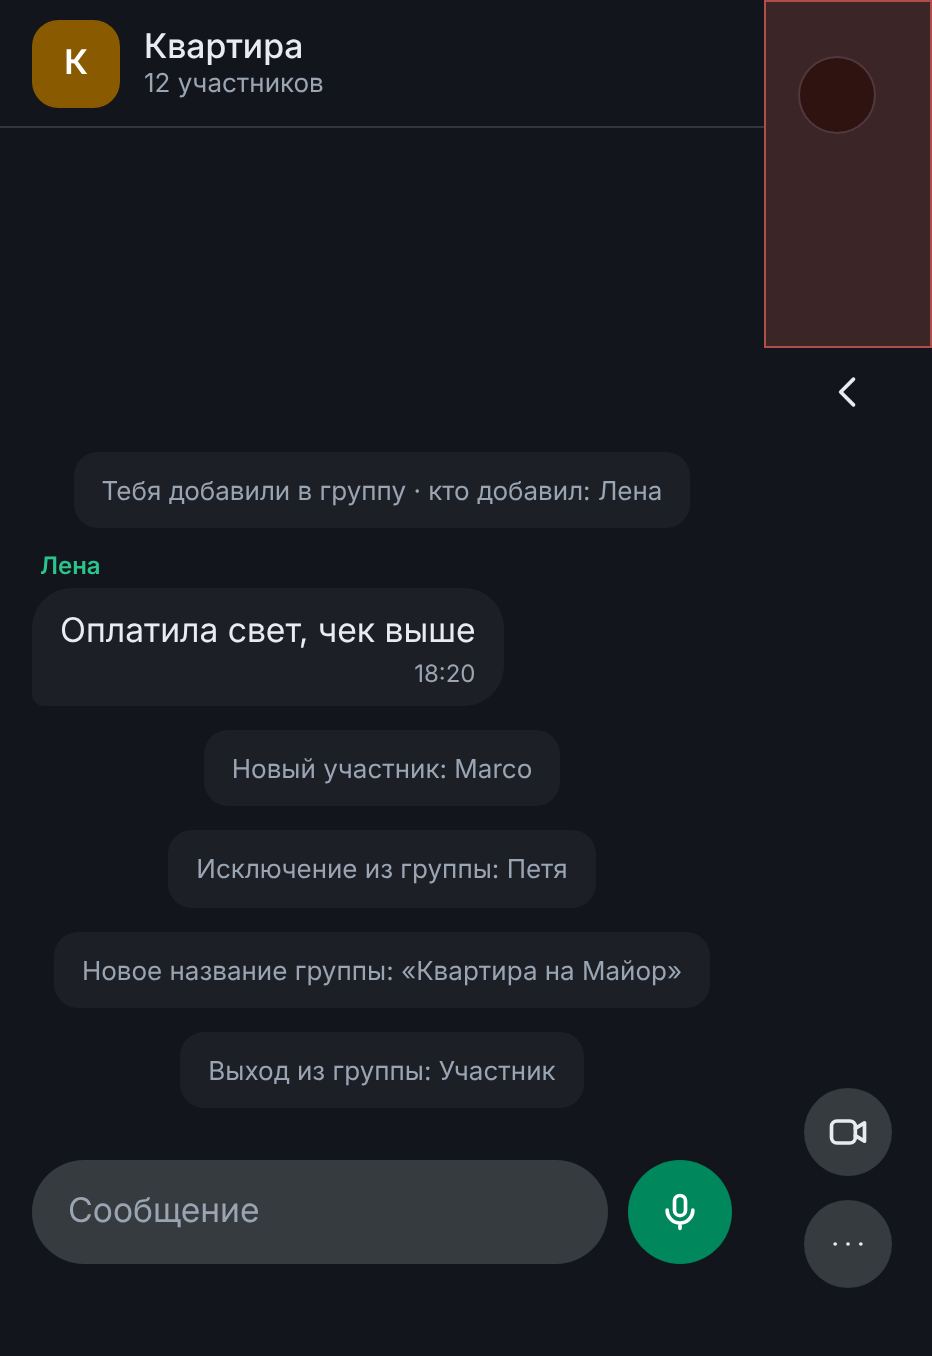 К
Квартира
12 участников
Тебя добавили в группу · кто добавил: Лена
Лена
Оплатила свет, чек выше
18:20
Новый участник: Marco
Исключение из группы: Петя
Новое название группы: «Квартира на Майор»
Выход из группы: Участник
Сообщение